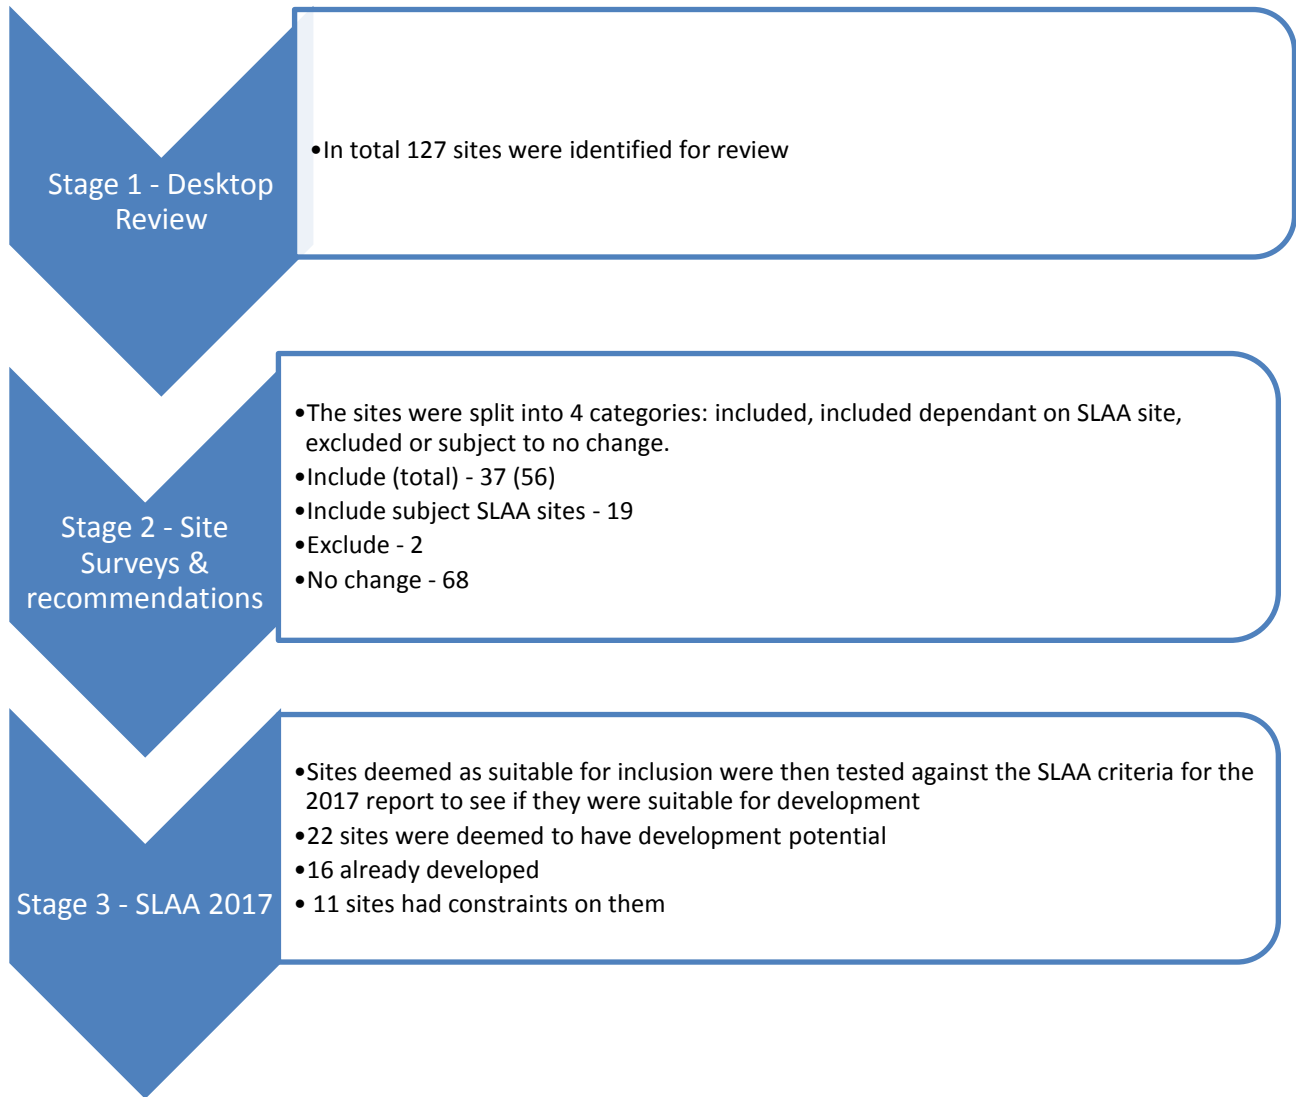 Stage 1 - Desktop
Review
•In total 127 sites were identified for review
Stage 2 - Site
Surveys &
recommendations
•The sites were split into 4 categories: included, included dependant on SLAA site,
excluded or subject to no change.
•Include (total) - 37 (56)
•Include subject SLAA sites - 19
•Exclude - 2
•No change - 68
Stage 3 - SLAA 2017
•Sites deemed as suitable for inclusion were then tested against the SLAA criteria for the
2017 report to see if they were suitable for development
•22 sites were deemed to have development potential
•16 already developed
• 11 sites had constraints on them